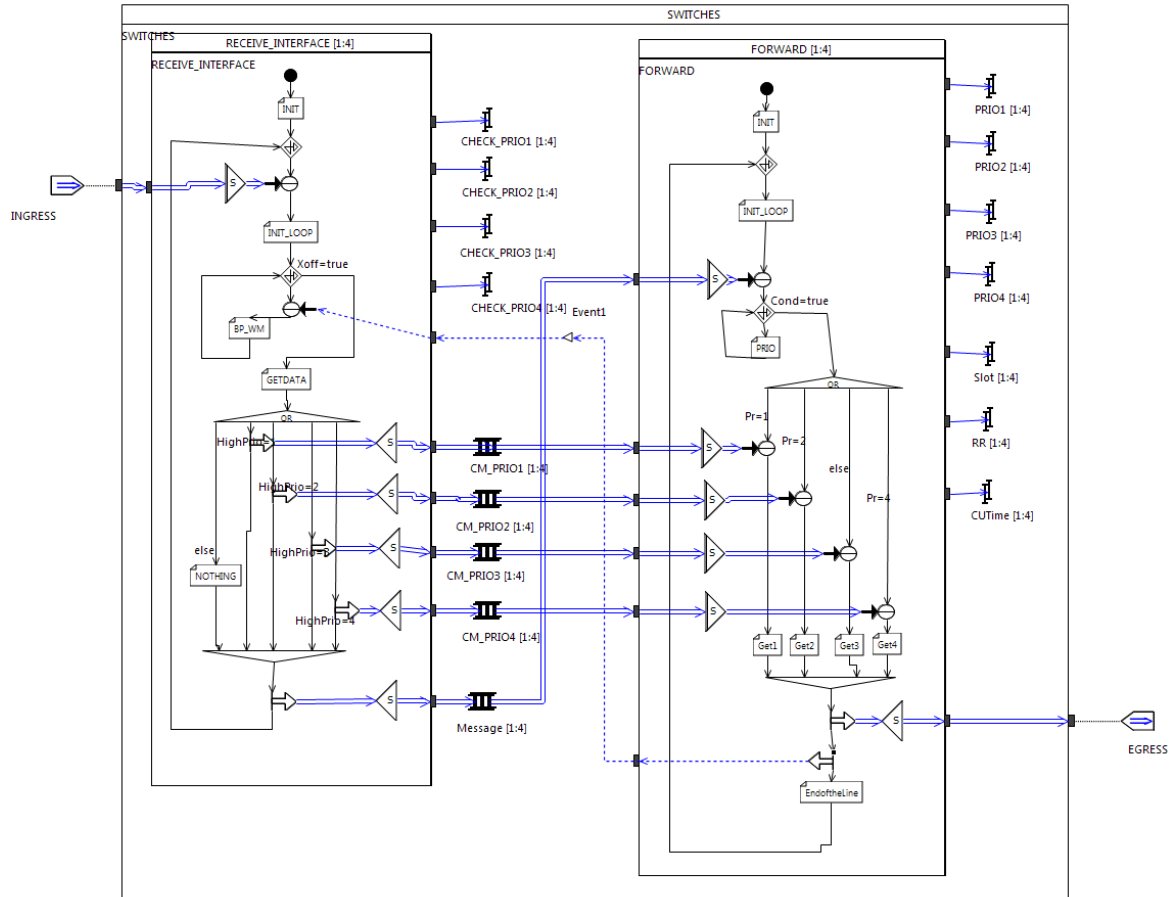 SWITCHES
SWITCHES
RECEIVE_INTERFACE [1:4]
RECEIVE_INTERFACE
INIT
S
INIT_LOOP
Xoff=true
BP_WM
GETDATA
OR
HighPrio=
HighPrio=2
HighPrio=3
HighPrio=4
else
NOTHING
S
S
S
S
S
INGRESS
CHECK_PRIO1 [1:4]
CHECK_PRIO2 [1:4]
CHECK_PRIO3 [1:4]
CHECK_PRIO4 [1:4]
Event1
CM_PRIO1 [1:4]
CM_PRIO2 [1:4]
CM_PRIO3 [1:4]
CM_PRIO4 [1:4]
Message [1:4]
FORWARD [1:4]
FORWARD
INIT
INIT_LOOP
S
Cond=true
PRIO
OR
Pr=1
Pr=2
else
Pr=4
S
S
S
S
Get1
Get2
Get3
Get4
S
EndoftheLine
PRIO1 [1:4]
PRIO2 [1:4]
PRIO3 [1:4]
PRIO4 [1:4]
Slot [1:4]
RR [1:4]
CUTime [1:4]
EGRESS